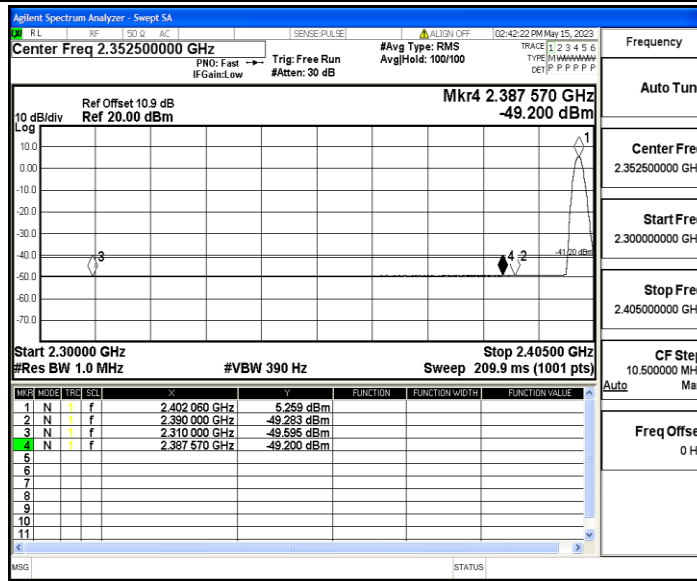 Agilent Spectrum Analyzer - Swept SA
RL RF 50 Ω AC SENSE:PULSE ALIGN OFF 02:42:22 PM May 15, 2023
Center Freq 2.352500000 GHz
PNO: Fast
IFGain:Low
Trig: Free Run
#Atten: 30 dB
#Avg Type: RMS
Avg|Hold: 100/100
TRACE 1 2 3 4 5 6
TYPE M
DET P P P P P P
Ref Offset 10.9 dB
10 dB/div Ref 20.00 dBm
Log
Mkr4 2.387 570 GHz
-49.200 dBm
10.0
0.00
-10.0
-20.0
-30.0
-40.0
-50.0
-60.0
-70.0
1
3
4 2
-41.20 dBm
Start 2.30000 GHz Stop 2.40500 GHz
#Res BW 1.0 MHz #VBW 390 Hz Sweep 209.9 ms (1001 pts)
MKR MODE TRC SCL X Y FUNCTION FUNCTION WIDTH FUNCTION VALUE
1 N 1 f 2.402 060 GHz 5.259 dBm
2 N 1 f 2.390 000 GHz -49.283 dBm
3 N 1 f 2.310 000 GHz -49.595 dBm
4 N 1 f 2.387 570 GHz -49.200 dBm
5
6
7
8
9
10
11
MSG STATUS
Frequency
Auto Tun
Center Fre
2.352500000 GH
Start Fre
2.300000000 GH
Stop Fre
2.405000000 GH
CF Step
10.500000 MH
Auto Ma
Freq Offse
0 H